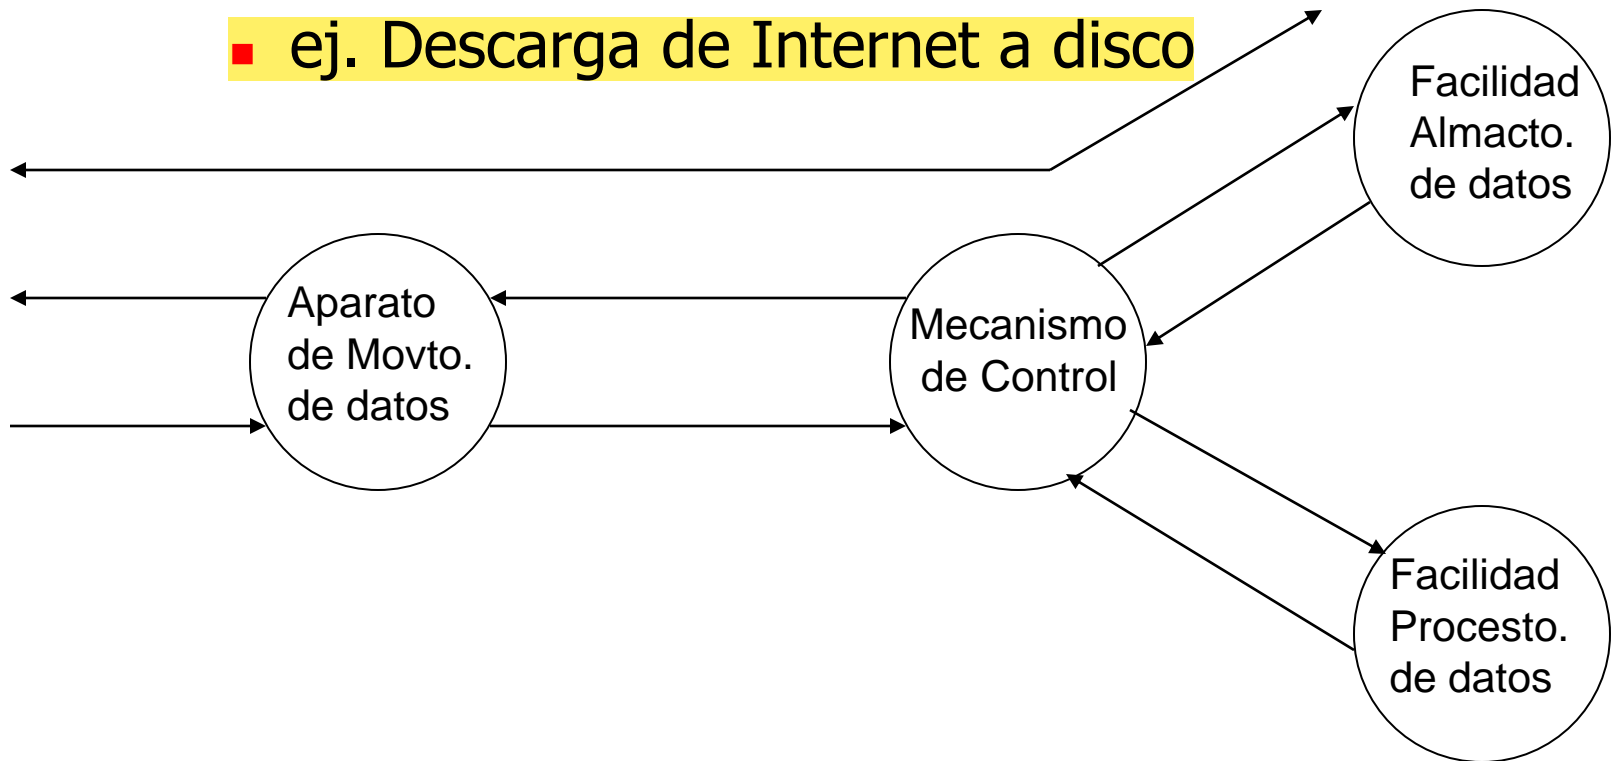 ej. Descarga de Internet a disco
Facilidad
Almacto.
de datos
Aparato
de Movto.
de datos
Mecanismo
de Control
Facilidad
Procesto.
de datos